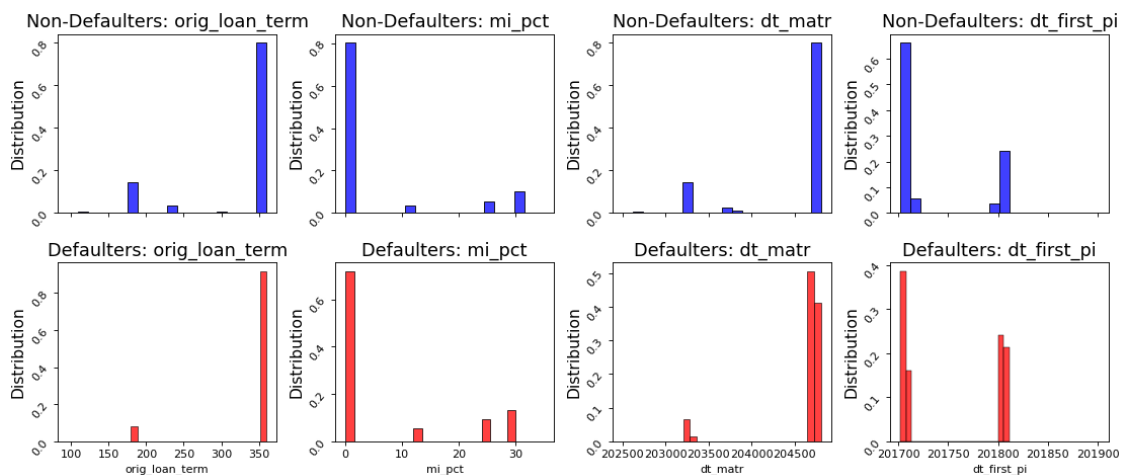 Non-Defaulters: orig_loan_term
Non-Defaulters: mi_pct
Non-Defaulters: dt_matr
Non-Defaulters: dt_first_pi
Distribution
0.0
0.2
0.4
0.6
0.8
Distribution
0.0
0.2
0.4
0.6
0.8
Distribution
0.0
0.2
0.4
0.6
0.8
Distribution
0.0
0.1
0.2
0.3
0.4
0.5
0.6
Defaulters: orig_loan_term
Defaulters: mi_pct
Defaulters: dt_matr
Defaulters: dt_first_pi
Distribution
0.0
0.2
0.4
0.6
0.8
Distribution
0.0
0.2
0.4
0.6
Distribution
0.0
0.1
0.2
0.3
0.4
0.5
Distribution
0.0
0.1
0.2
0.3
0.4
100 150 200 250 300 350
0 10 20 30
202500 203000 203500 204000 204500
201700 201750 201800 201850 201900
orig_loan_term
mi_pct
dt_matr
dt_first_pi